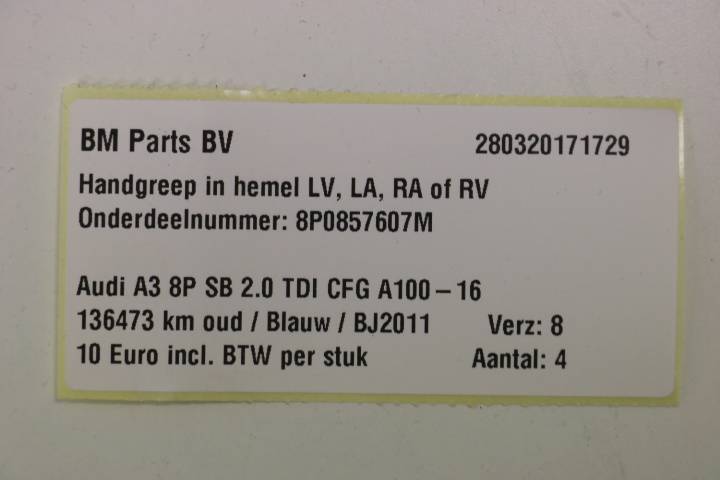 BM Parts BV 280320171729
Handgreep in hemel LV, LA, RA of RV
Onderdeelnummer: 8P0857607M
Audi A3 8P SB 2.0 TDI CFG A100 – 16
136473 km oud / Blauw / BJ2011 Verz: 8
10 Euro incl. BTW per stuk Aantal: 4